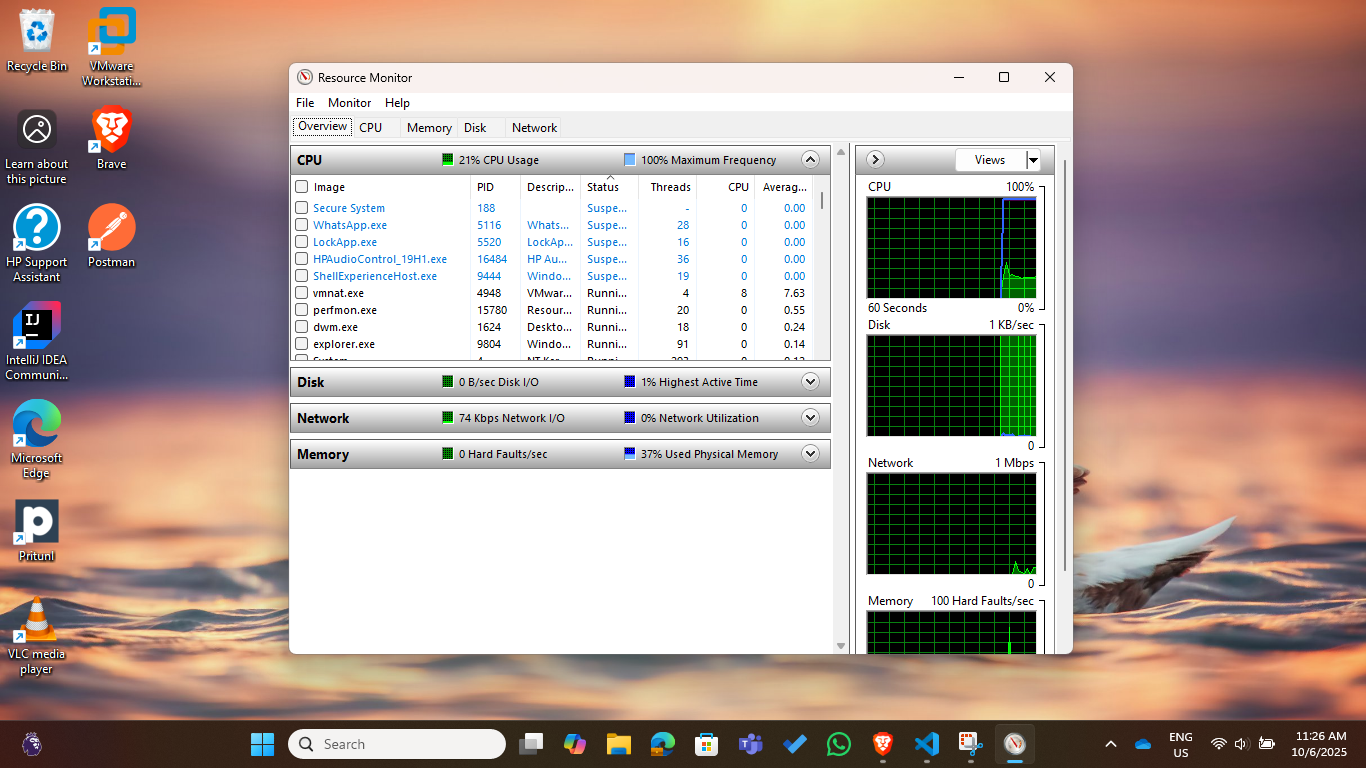 Recycle Bin
VMware
Workstati...
Learn about
this picture
Brave
HP Support
Assistant
Postman
IJ
IntelliJ IDEA
Communi...
Microsoft
Edge
Pritunl
VLC media
player
Resource Monitor
File Monitor Help
Overview CPU Memory Disk Network
CPU 21% CPU Usage 100% Maximum Frequency
Image PID Descrip... Status Threads CPU Averag...
Secure System 188 Suspe... - 0 0.00
WhatsApp.exe 5116 Whats... Suspe... 28 0 0.00
LockApp.exe 5520 LockAp... Suspe... 16 0 0.00
HPAudioControl_19H1.exe 16484 HP Au... Suspe... 36 0 0.00
ShellExperienceHost.exe 9444 Windo... Suspe... 19 0 0.00
vmnat.exe 4948 VMwar... Runni... 4 8 7.63
perfmon.exe 15780 Resour... Runni... 20 0 0.55
dwm.exe 1624 Deskto... Runni... 18 0 0.24
explorer.exe 9804 Windo... Runni... 91 0 0.14
Disk 0 B/sec Disk I/O 1% Highest Active Time
Network 74 Kbps Network I/O 0% Network Utilization
Memory 0 Hard Faults/sec 37% Used Physical Memory
Views
CPU 100%
60 Seconds 0%
Disk 1 KB/sec
0
Network 1 Mbps
0
Memory 100 Hard Faults/sec
Search
ENG
US
11:26 AM
10/6/2025